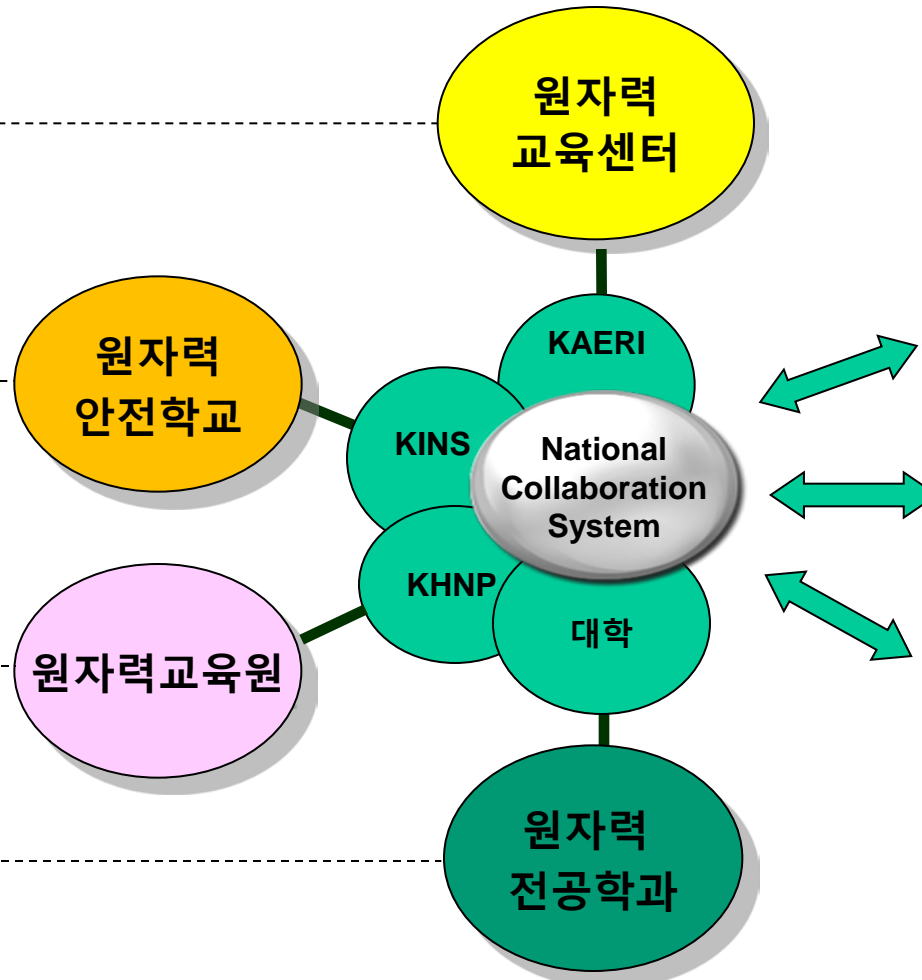 원자력
교육센터
KAERI
원자력
안전학교
KINS
National
Collaboration
System
KHNP
대학
원자력교육원
원자력
전공학과